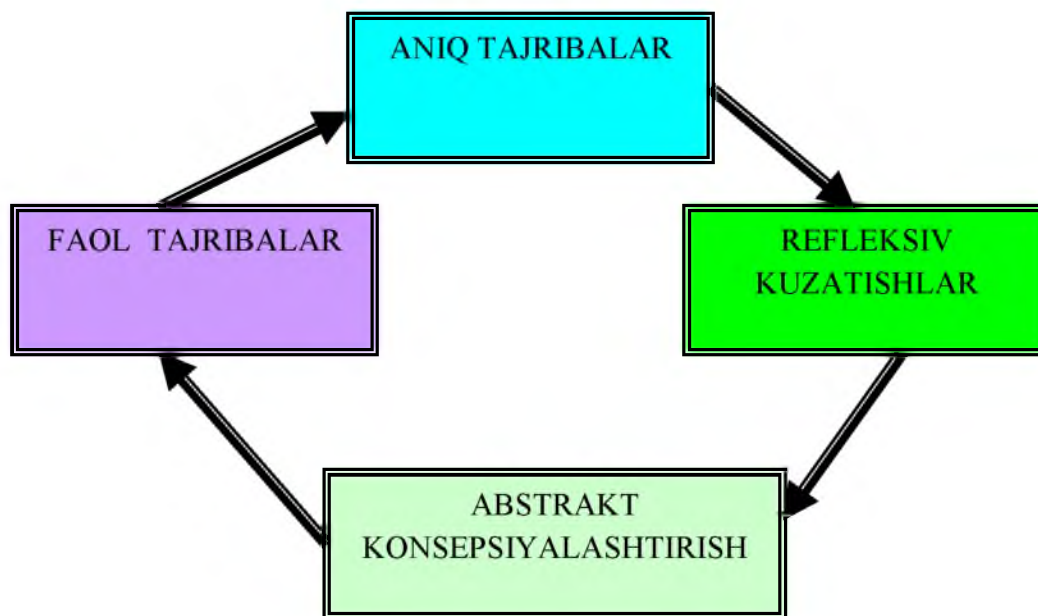 ANIQ TAJRIBALAR
FAOL TAJRIBALAR
REFLEKSIV
KUZATISHLAR
ABSTRAKT
KONSEPSIYALASHTIRISH